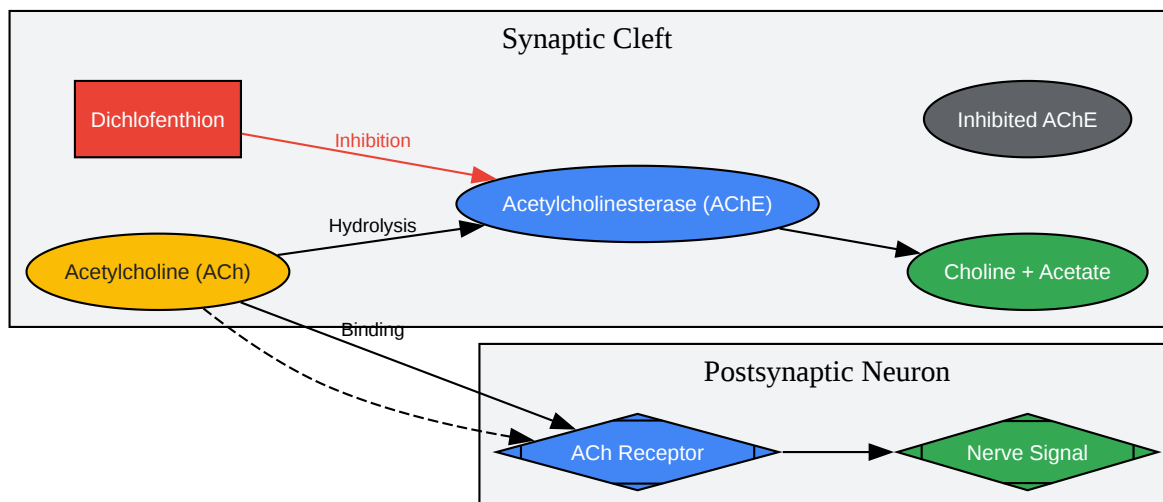 Synaptic Cleft
Dichlofenthion
Inhibition
Inhibited AChE
Acetylcholinesterase (AChE)
Hydrolysis
Acetylcholine (ACh)
Choline + Acetate
Binding
Postsynaptic Neuron
ACh Receptor
Nerve Signal